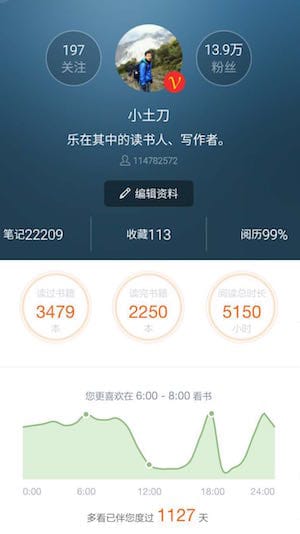 197
关注
13.9万
粉丝
V
小土刀
乐在其中的读书人、写作者。
114782572
编辑资料
笔记22209
收藏113
阅历99%
读过书籍
3479
本
读完书籍
2250
本
阅读总时长
5150
小时
您更喜欢在 6:00 - 8:00 看书
0:00
6:00
12:00
18:00
24:00
多看已伴您度过 1127 天